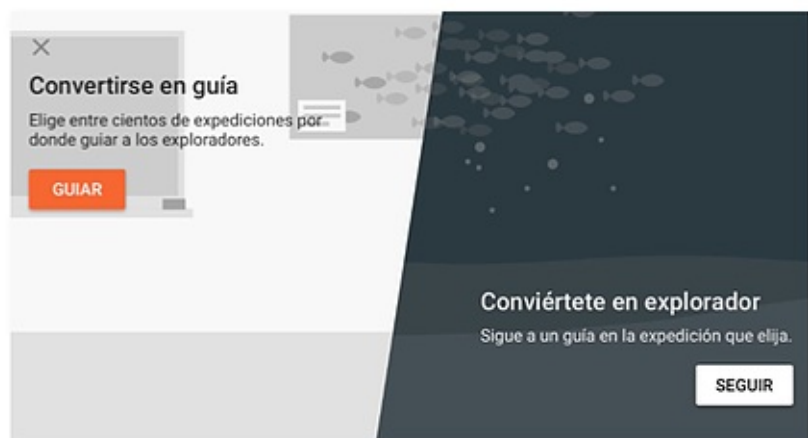 Convertirse en guía
Elige entre cientos de expediciones por
donde guiar a los exploradores.
GUIAR
Conviértete en explorador
Sigue a un guía en la expedición que elija.
SEGUIR